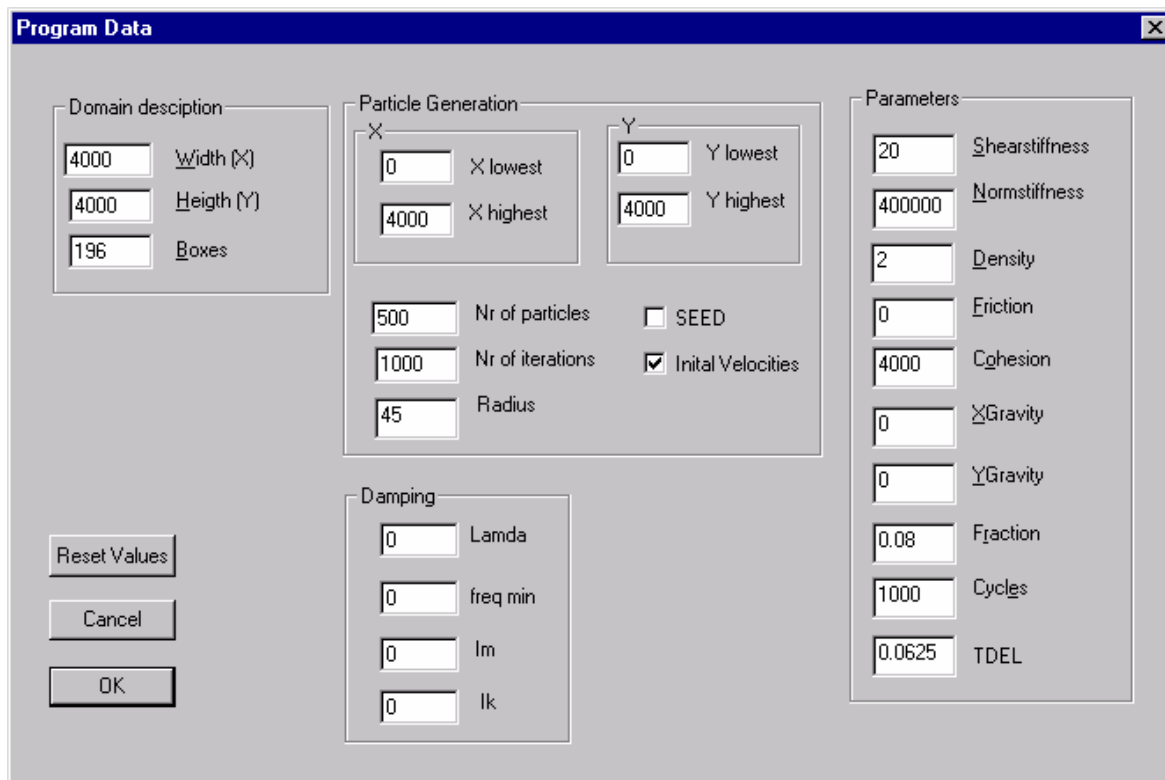 Program Data
Domain desciption
4000 Width (X)
4000 Heigth (Y)
196 Boxes
Particle Generation
X
0 X lowest
4000 X highest
Y
0 Y lowest
4000 Y highest
500 Nr of particles
SEED
1000 Nr of iterations
Inital Velocities
45 Radius
Damping
0 Lamda
0 freq min
0 Im
0 Ik
Parameters
20 Shearstiffness
400000 Normstiffness
2 Density
0 Friction
4000 Cohesion
0 XGravity
0 YGravity
0.08 Fraction
1000 Cycles
0.0625 TDEL
Reset Values
Cancel
OK